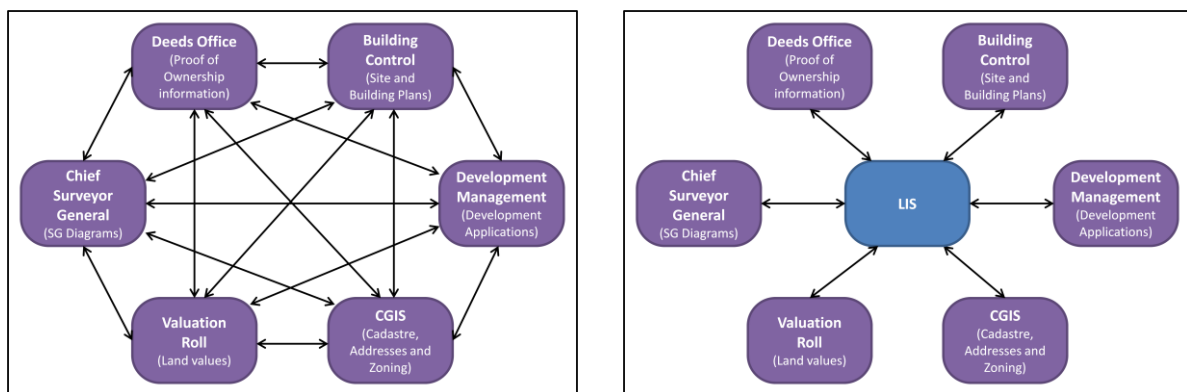 Deeds Office
(Proof of
Ownership
information)
Building
Control
(Site and
Building Plans)
Chief
Surveyor
General
(SG Diagrams)
Development
Management
(Development
Applications)
Valuation
Roll
(Land values)
CGIS
(Cadastre,
Addresses and
Zoning)
Deeds Office
(Proof of
Ownership
information)
Building
Control
(Site and
Building Plans)
Chief
Surveyor
General
(SG Diagrams)
LIS
Development
Management
(Development
Applications)
Valuation
Roll
(Land values)
CGIS
(Cadastre,
Addresses and
Zoning)